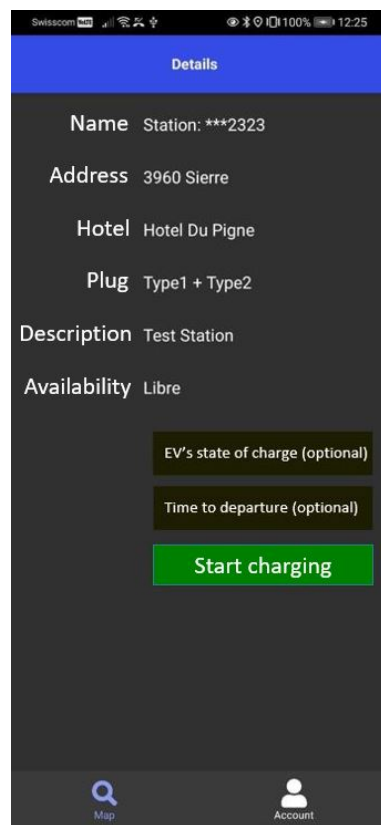 Swisscom VoLTE 100% 12:25
Details
Name Station: ***2323
Address 3960 Sierre
Hotel Hotel Du Pigne
Plug Type1 + Type2
Description Test Station
Availability Libre
EV's state of charge (optional)
Time to departure (optional)
Start charging
Map Account